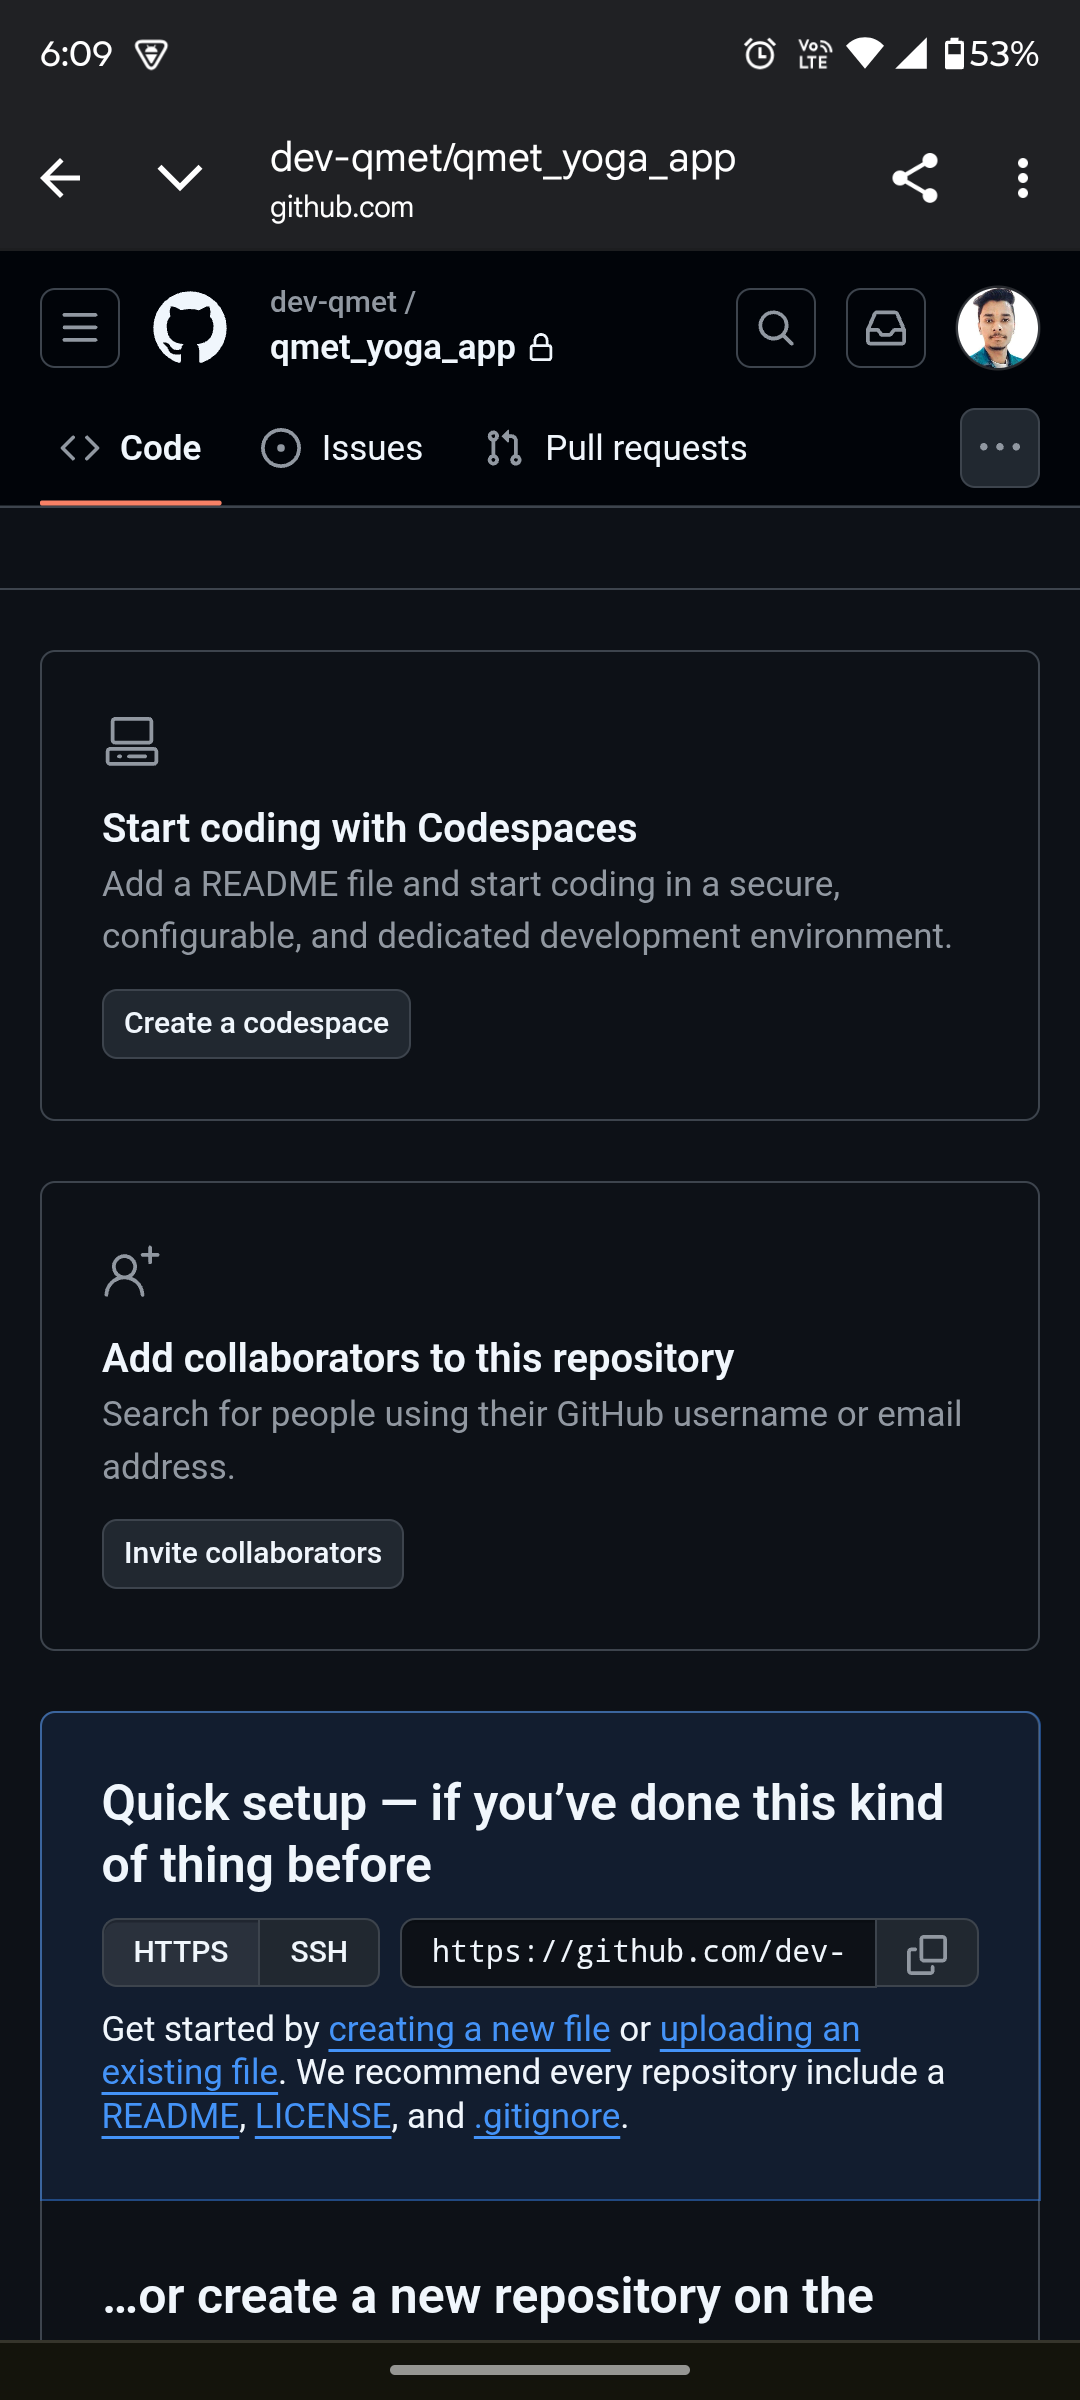 6:09
Vo LTE
53%
dev-qmet/qmet_yoga_app
github.com
dev-qmet /
qmet_yoga_app
Code
Issues
Pull requests
Start coding with Codespaces
Add a README file and start coding in a secure,
configurable, and dedicated development environment.
Create a codespace
Add collaborators to this repository
Search for people using their GitHub username or email
address.
Invite collaborators
Quick setup — if you’ve done this kind
of thing before
HTTPS
SSH
https://github.com/dev-
Get started by creating a new file or uploading an
existing file. We recommend every repository include a
README, LICENSE, and .gitignore.
…or create a new repository on the